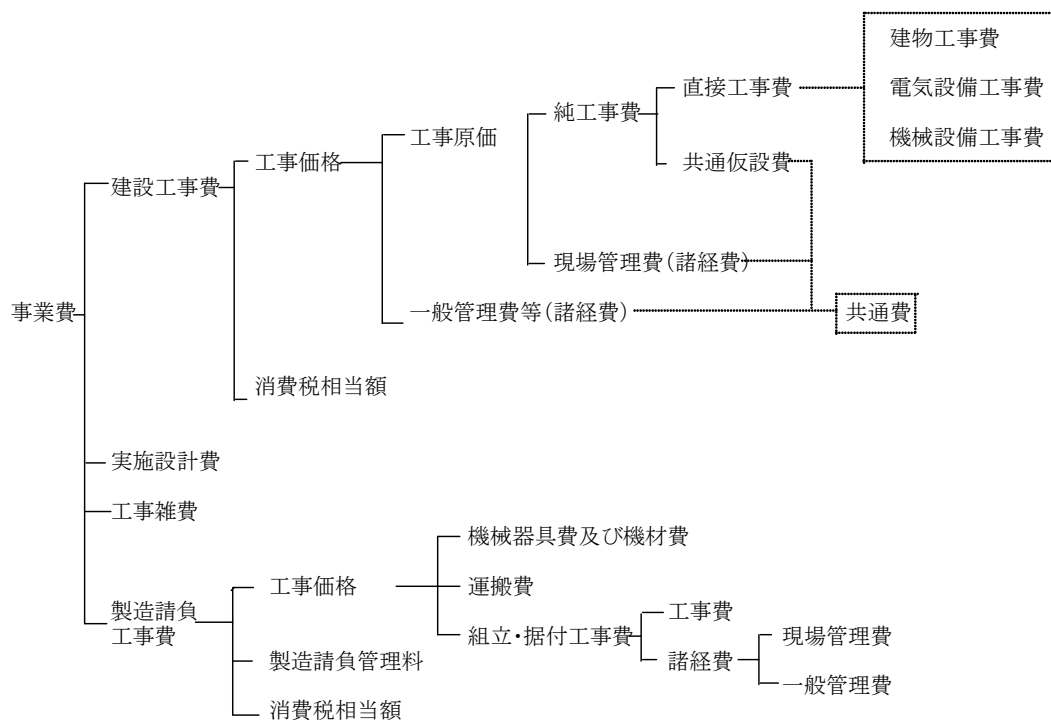 建物工事費
電気設備工事費
機械設備工事費
直接工事費
純工事費
工事原価
共通仮設費
工事価格
建設工事費
現場管理費(諸経費)
事業費
一般管理費等(諸経費)
共通費
消費税相当額
実施設計費
工事雑費
機械器具費及び機材費
工事価格
運搬費
製造請負
工事費
工事費
組立・据付工事費
現場管理費
諸経費
製造請負管理料
一般管理費
消費税相当額